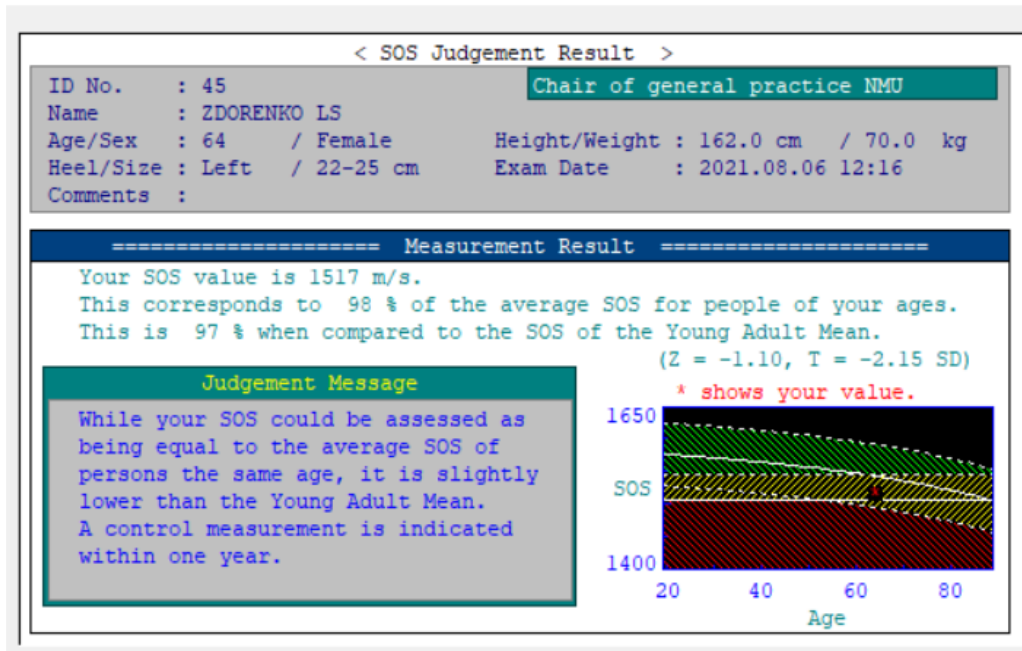 < SOS Judgement Result >
ID No. : 45
Chair of general practice NMU
Name : ZDORENKO LS
Age/Sex : 64 / Female Height/Weight : 162.0 cm / 70.0 kg
Heel/Size : Left / 22-25 cm Exam Date : 2021.08.06 12:16
Comments :
===================== Measurement Result =====================
Your SOS value is 1517 m/s.
This corresponds to 98 % of the average SOS for people of your ages.
This is 97 % when compared to the SOS of the Young Adult Mean.
(Z = -1.10, T = -2.15 SD)
Judgement Message
While your SOS could be assessed as
being equal to the average SOS of
persons the same age, it is slightly
lower than the Young Adult Mean.
A control measurement is indicated
within one year.
* shows your value.
1650
SOS
*
1400
20 40 60 80
Age